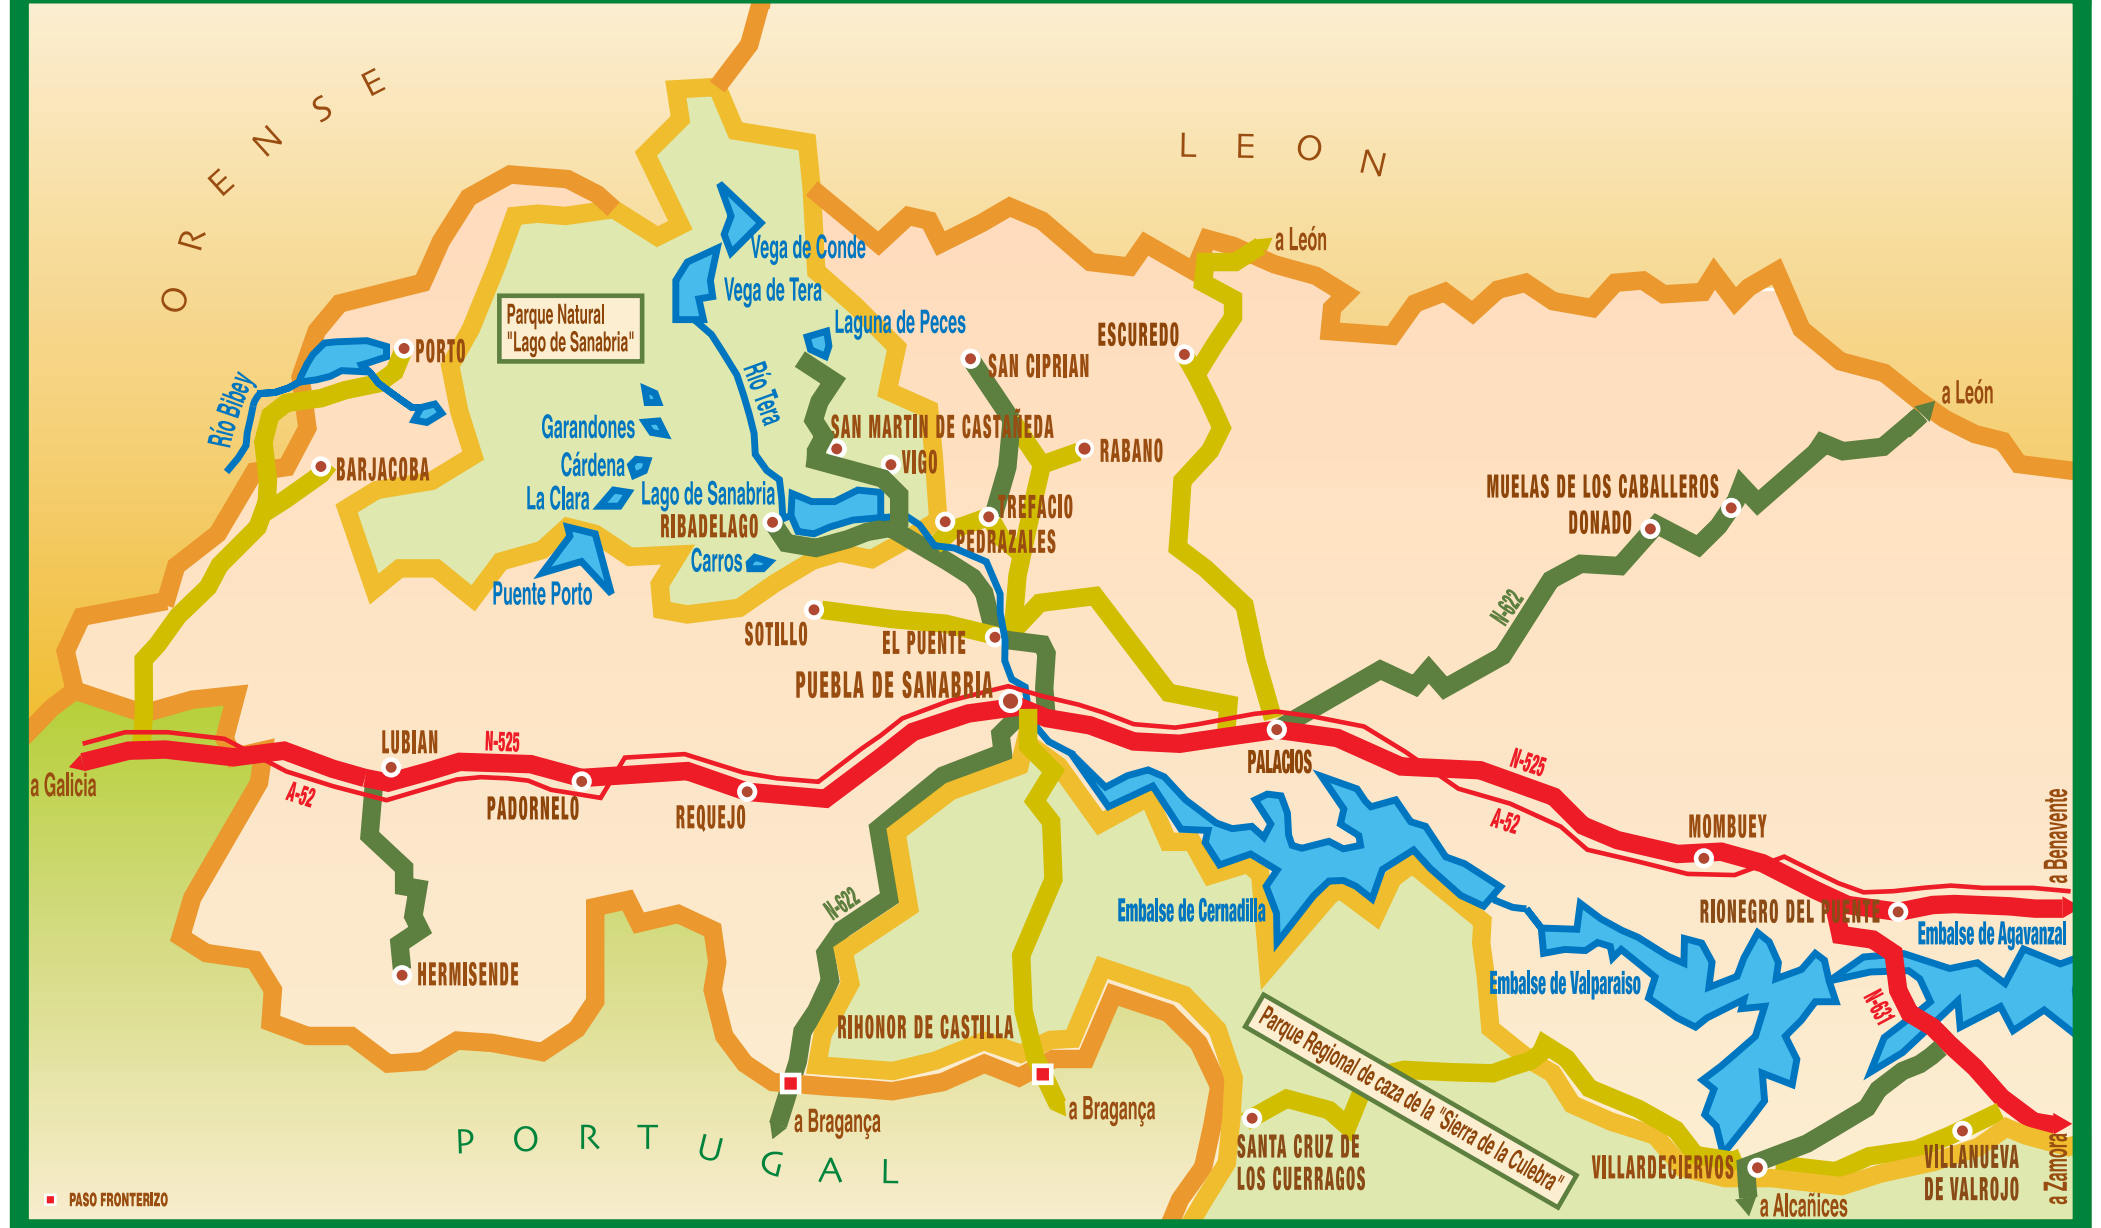 ORENSE
LEON
a León
Vega de Conde
Vega de Tera
Parque Natural
"Lago de Sanabria"
Laguna de Peces
ESCUREDO
PORTO
SAN CIPRIAN
Río Bibey
Río Tera
a León
Garandones
SAN MARTIN DE CASTAÑEDA
RABANO
BARJACOBA
Cárdena
VIGO
La Clara
Lago de Sanabria
MUELAS DE LOS CABALLEROS
RIBADELAGO
TREFACIO
DONADO
PEDRAZALES
Carros
Puente Porto
N-622
SOTILLO
EL PUENTE
PUEBLA DE SANABRIA
LUBIAN
N-525
PALACIOS
N-525
a Galicia
A-52
PADORNELO
REQUEJO
A-52
MOMBUEY
a Benavente
N-622
Embalse de Cernadilla
RIONEGRO DEL PUENTE
Embalse de Agavanzal
HERMISENDE
Embalse de Valparaiso
N-631
RIHONOR DE CASTILLA
Parque Regional de caza de la "Sierra de la Culebra"
a Bragança
a Bragança
PORTUGAL
SANTA CRUZ DE
LOS CUERRAGOS
VILLARDECIERVOS
VILLANUEVA
DE VALROJO
a Zamora
PASO FRONTERIZO
a Alcañices